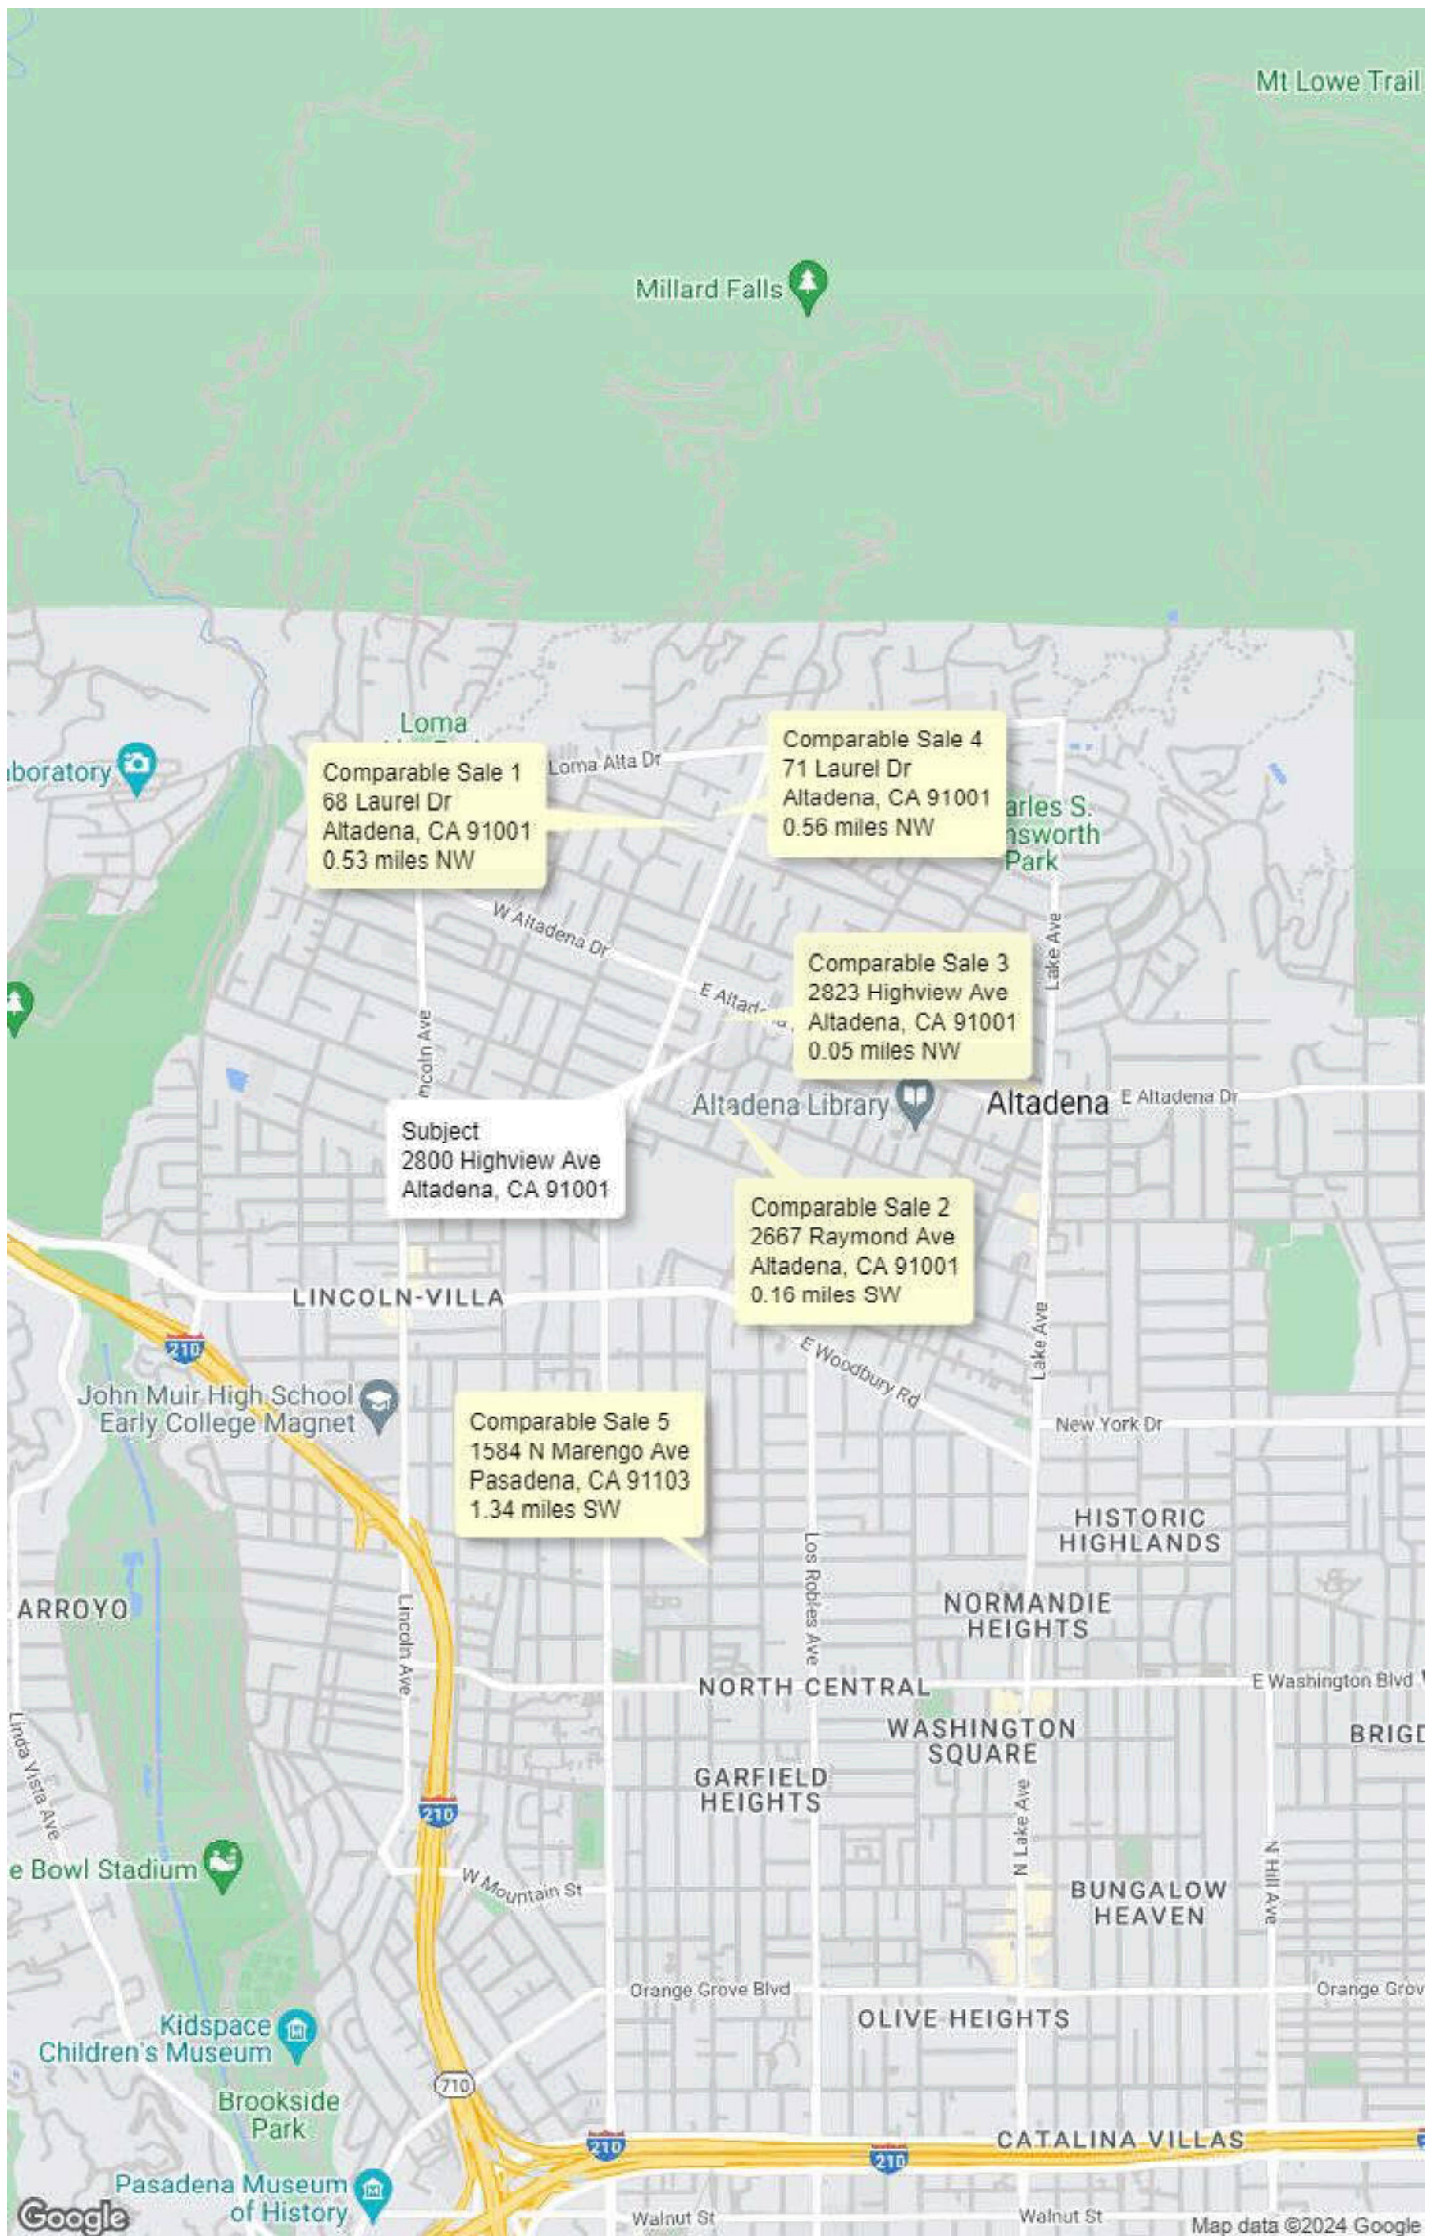 Mt Lowe Trail
Millard Falls
Loma
boratory
Loma Alta Dr
Comparable Sale 4
71 Laurel Dr
Altadena, CA 91001
0.56 miles NW
Comparable Sale 1
68 Laurel Dr
Altadena, CA 91001
0.53 miles NW
arles S.
nsworth
Park
W Altadena Dr
Lake Ave
Comparable Sale 3
2823 Highview Ave
Altadena, CA 91001
0.05 miles NW
E Altad
ncoln Ave
Altadena Library
Altadena
E Altadena Dr
Subject
2800 Highview Ave
Altadena, CA 91001
Comparable Sale 2
2667 Raymond Ave
Altadena, CA 91001
0.16 miles SW
LINCOLN-VILLA
210
Lake Ave
E Woodbury Rd
John Muir High School
Early College Magnet
New York Dr
Comparable Sale 5
1584 N Marengo Ave
Pasadena, CA 91103
1.34 miles SW
HISTORIC
HIGHLANDS
Los Robles Ave
ARROYO
NORMANDIE
HEIGHTS
Lincoln Ave
NORTH CENTRAL
E Washington Blvd
WASHINGTON
SQUARE
BRIGD
Linda Vista Ave
GARFIELD
HEIGHTS
210
N Lake Ave
e Bowl Stadium
W Mountain St
BUNGALOW
HEAVEN
N Hill Ave
Orange Grove Blvd
Orange Grov
OLIVE HEIGHTS
Kidspace
Children's Museum
710
Brookside
Park
210
210
CATALINA VILLAS
Pasadena Museum
of History
Google
Walnut St
Walnut St
Map data ©2024 Google